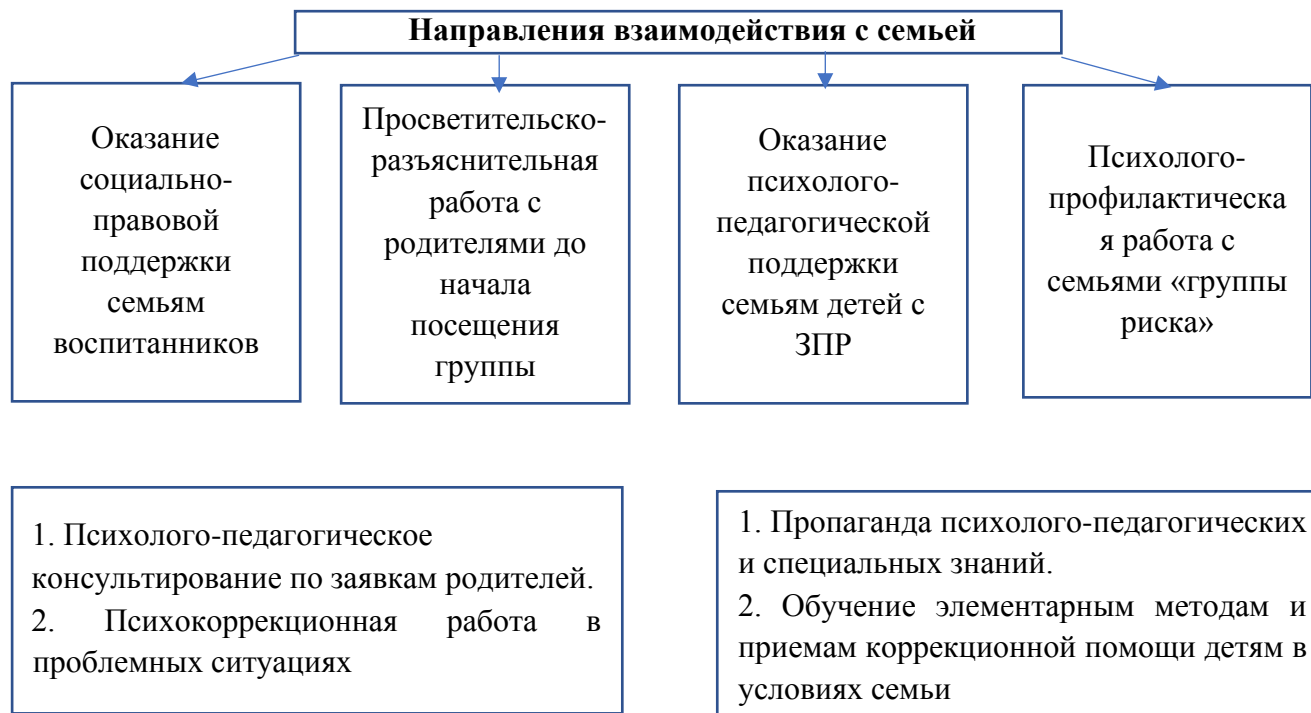 Направления взаимодействия с семьей
Оказание
социально-
правовой
поддержки
семьям
воспитанников
Просветительско-
разъяснительная
работа с
родителями до
начала
посещения
группы
Оказание
психолого-
педагогической
поддержки
семьям детей с
ЗПР
Психолого-
профилактическа
я работа с
семьями «группы
риска»
1. Психолого-педагогическое
консультирование по заявкам родителей.
2. Психокоррекционная работа в
проблемных ситуациях
1. Пропаганда психолого-педагогических
и специальных знаний.
2. Обучение элементарным методам и
приемам коррекционной помощи детям в
условиях семьи